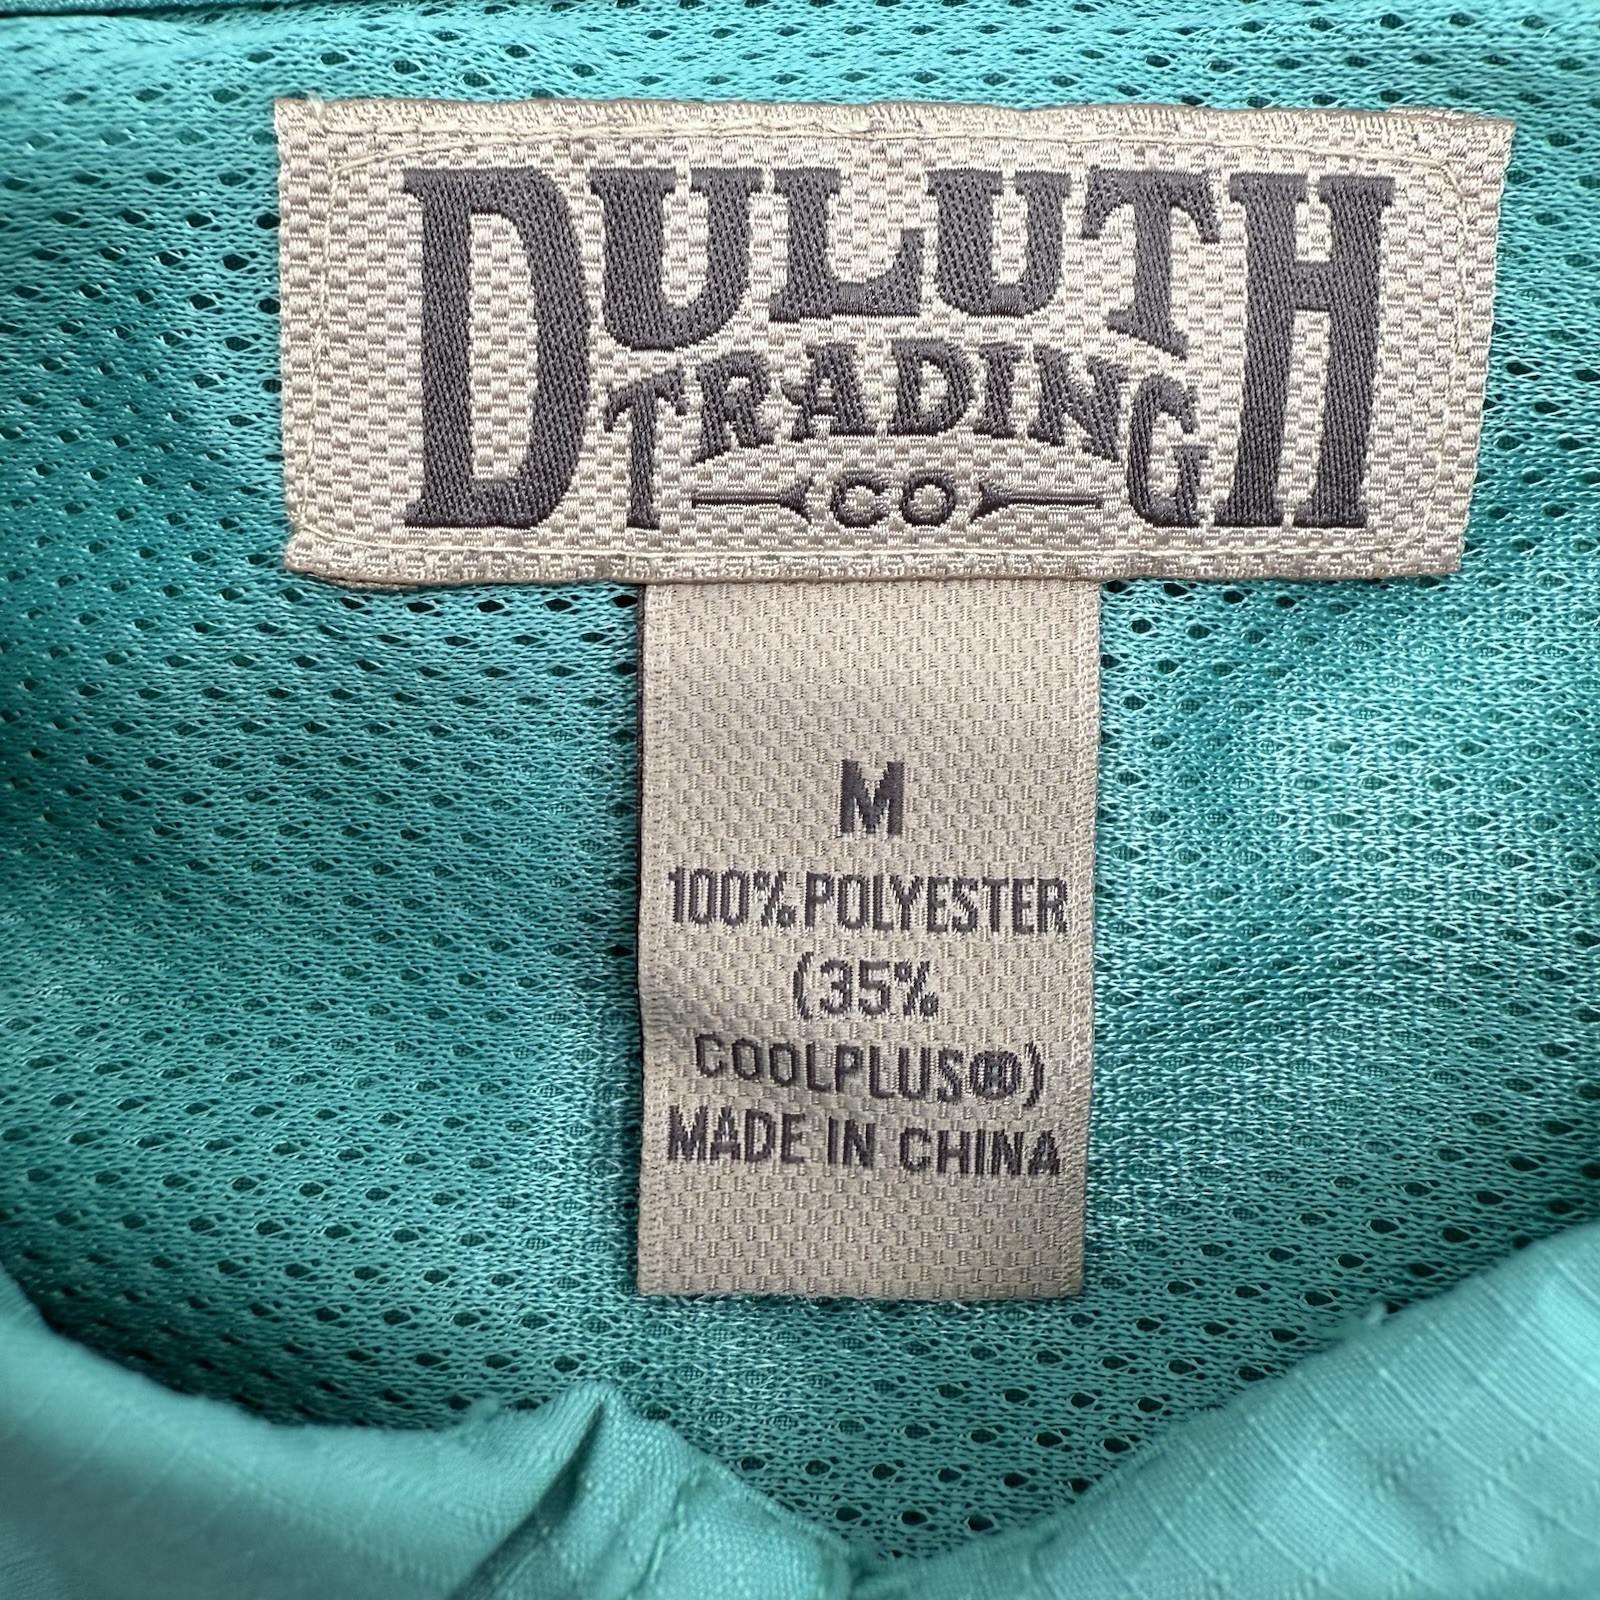 DULUTH
TRADING
CO
M
100% POLYESTER
(35%
COOLPLUS®)
MADE IN CHINA